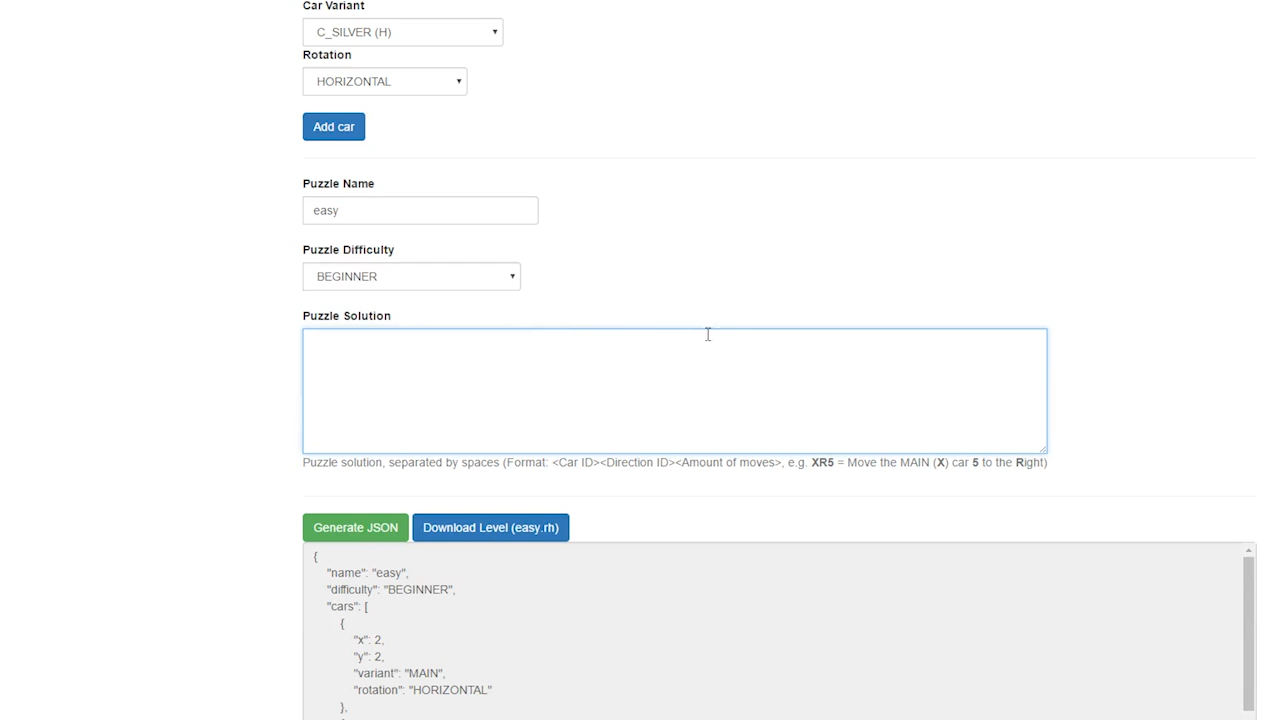 Car Variant
C_SILVER (H)
Rotation
HORIZONTAL
Add car
Puzzle Name
easy
Puzzle Difficulty
BEGINNER
Puzzle Solution
Puzzle solution, separated by spaces (Format: <Car ID><Direction ID><Amount of moves>, e.g. XR5 = Move the MAIN (X) car 5 to the Right)
Generate JSON Download Level (easy.rh)
{
"name": "easy",
"difficulty": "BEGINNER",
"cars": [
{
"x": 2,
"y": 2,
"variant": "MAIN",
"rotation": "HORIZONTAL"
},